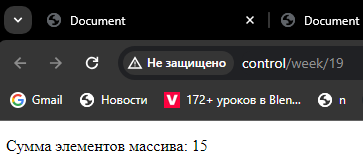 Document
Document
Не защищено control/week/19
Gmail Новости 172+ уроков в Blen... n
Сумма элементов массива: 15